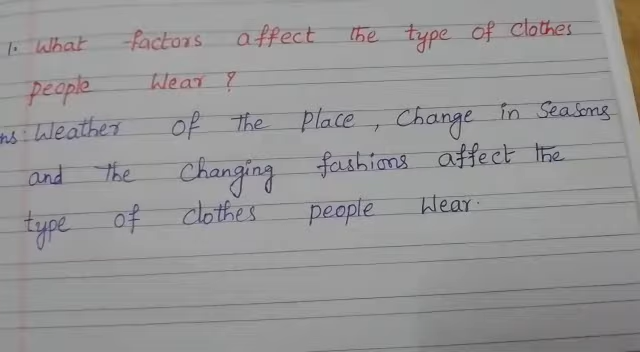 1. What factors affect the type of clothes
people wear?
ns: Weather of the place, change in seasons
and the changing fashions affect the
type of clothes people wear.